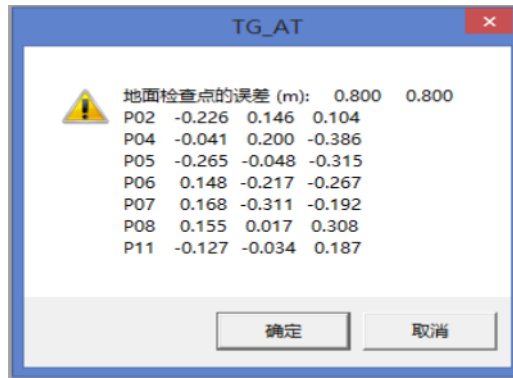 TG_AT
地面检查点的误差 (m): 0.800 0.800
P02 -0.226 0.146 0.104
P04 -0.041 0.200 -0.386
P05 -0.265 -0.048 -0.315
P06 0.148 -0.217 -0.267
P07 0.168 -0.311 -0.192
P08 0.155 0.017 0.308
P11 -0.127 -0.034 0.187
确定 取消